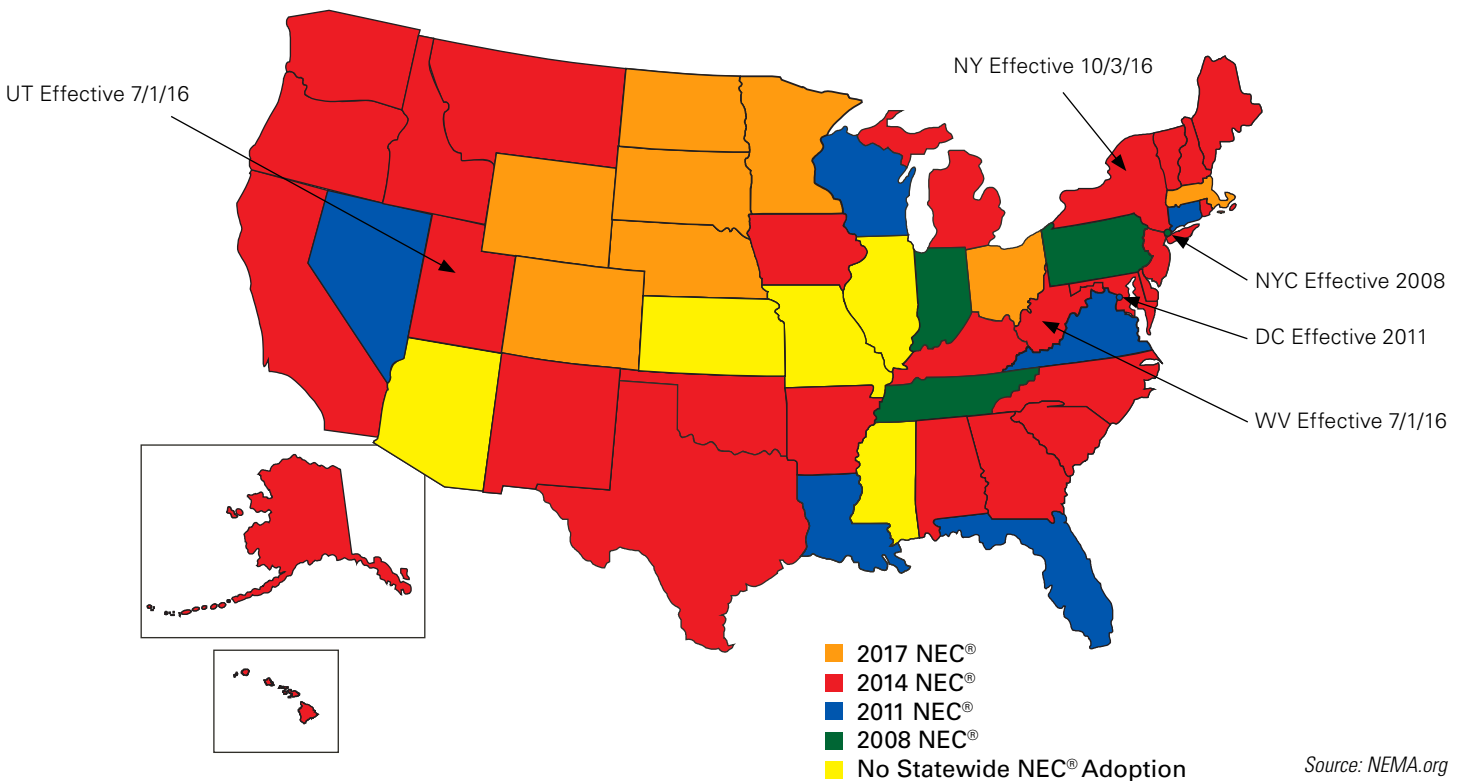 NY Effective 10/3/16
UT Effective 7/1/16
NYC Effective 2008
DC Effective 2011
WV Effective 7/1/16
2017 NEC®
2014 NEC®
2011 NEC®
2008 NEC®
No Statewide NEC® Adoption
Source: NEMA.org